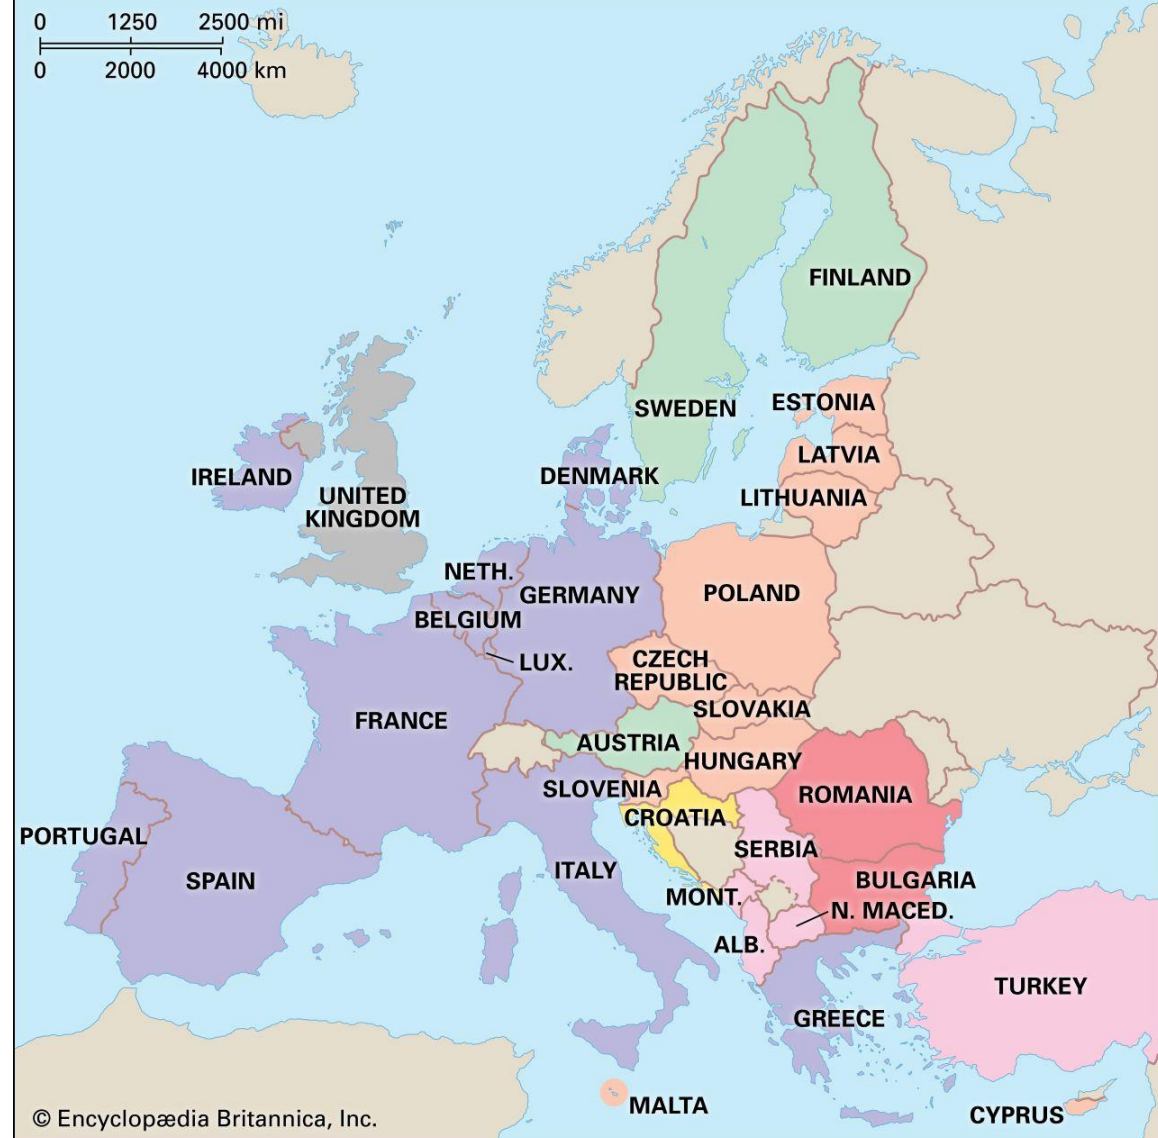 0 1250 2500 mi
0 2000 4000 km
FINLAND
SWEDEN
ESTONIA
LATVIA
LITHUANIA
IRELAND
UNITED
KINGDOM
DENMARK
NETH.
GERMANY
POLAND
BELGIUM
LUX.
CZECH
REPUBLIC
SLOVAKIA
FRANCE
AUSTRIA
HUNGARY
SLOVENIA
ROMANIA
CROATIA
PORTUGAL
SERBIA
SPAIN
ITALY
BULGARIA
MONT.
N. MACED.
ALB.
TURKEY
GREECE
MALTA
CYPRUS
© Encyclopædia Britannica, Inc.